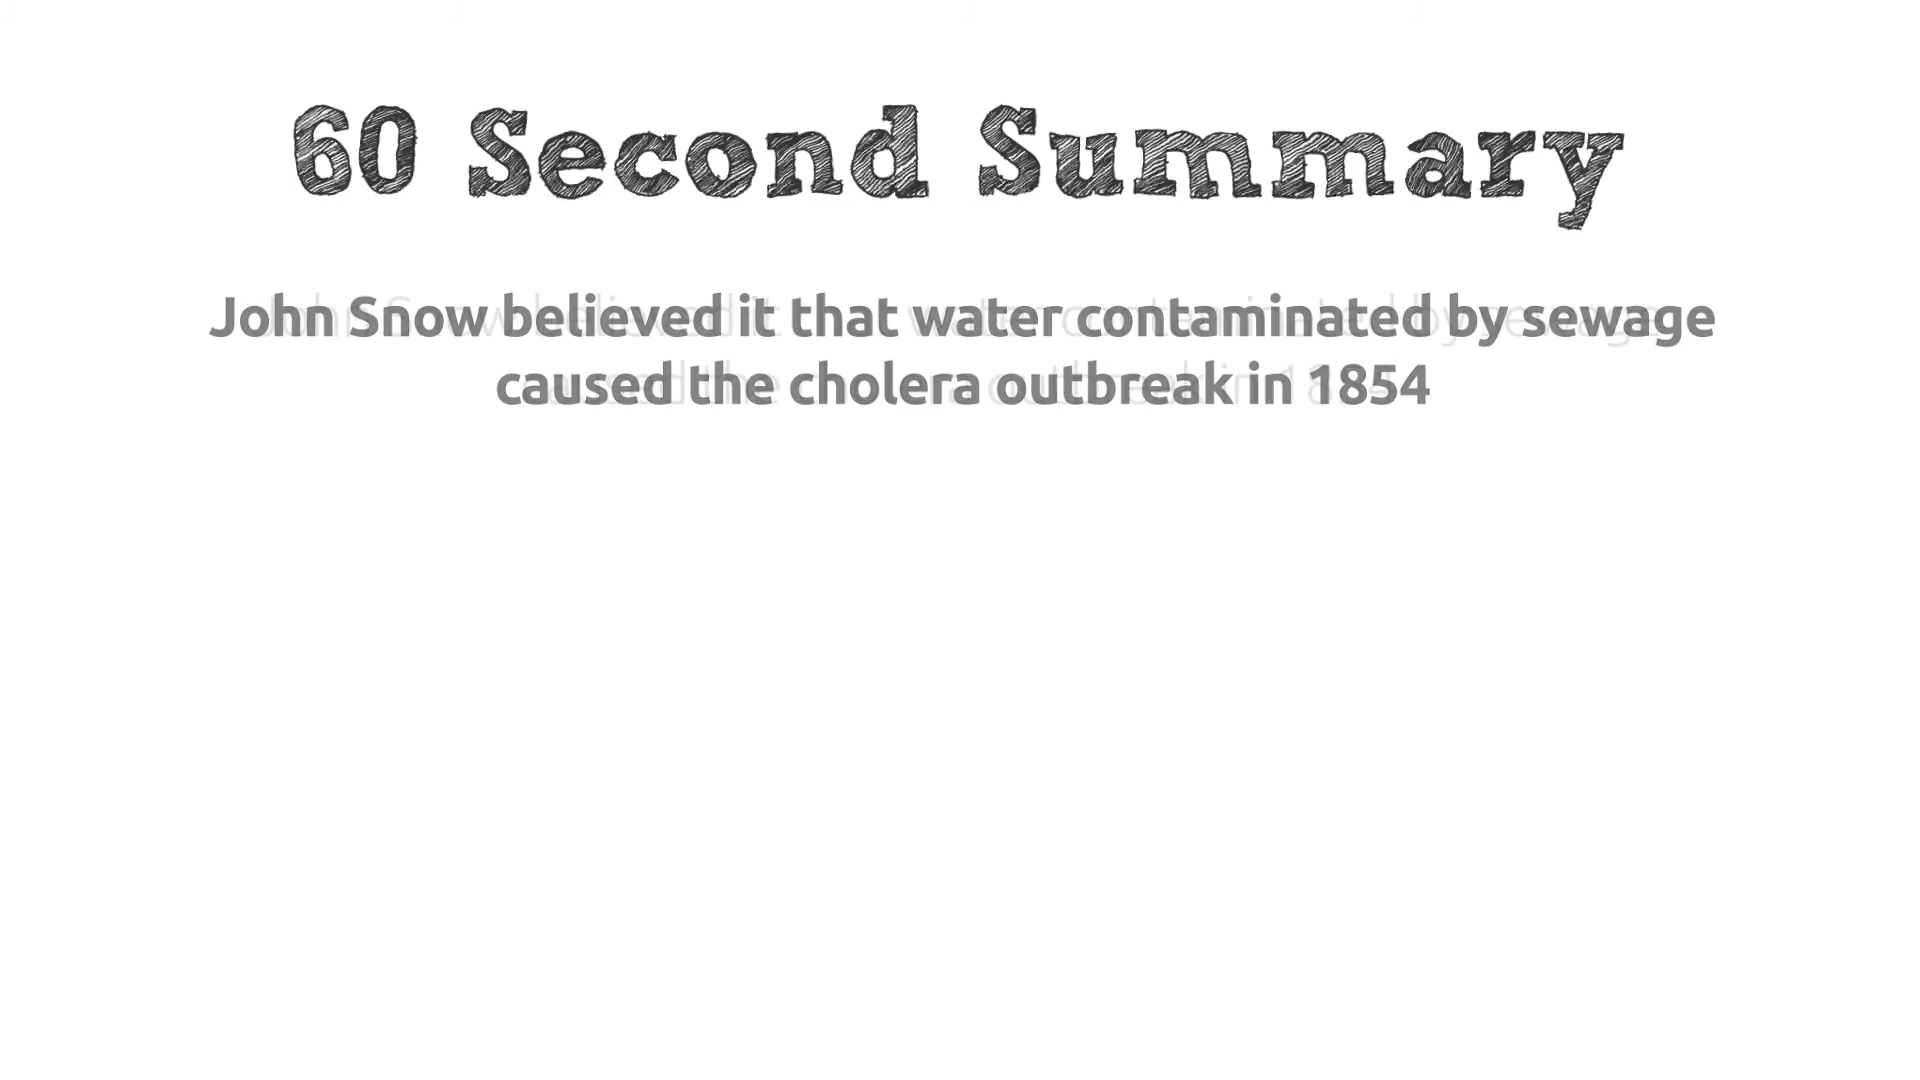 60 Second Summary
John Snow believed it that water contaminated by sewage
caused the cholera outbreak in 1854